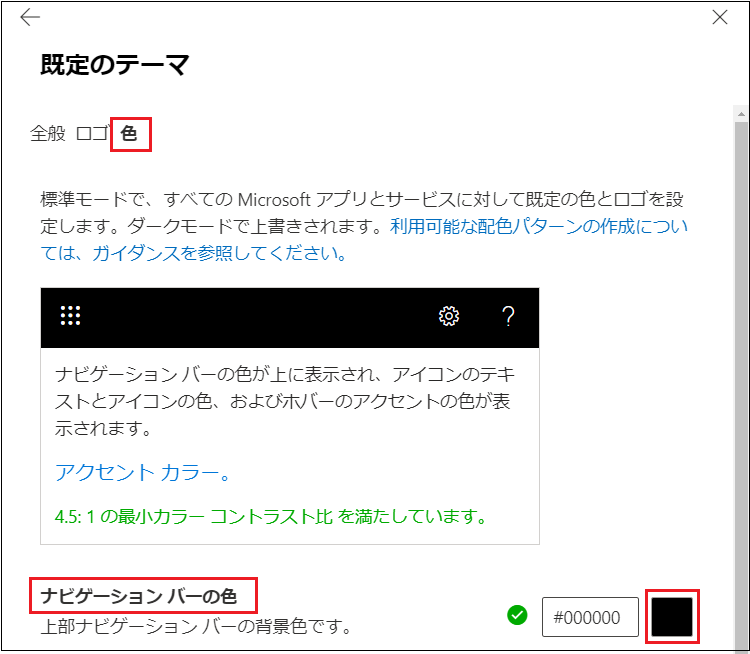 既定のテーマ
全般 ロゴ 色
標準モードで、すべての Microsoft アプリとサービスに対して既定の色とロゴを設
定します。ダークモードで上書きされます。利用可能な配色パターンの作成につい
ては、ガイダンスを参照してください。
ナビゲーション バーの色が上に表示され、アイコンのテキ
ストとアイコンの色、およびホバーのアクセントの色が表
示されます。
アクセント カラー。
4.5: 1 の最小カラー コントラスト比 を満たしています。
ナビゲーション バーの色
上部ナビゲーション バーの背景色です。
#000000